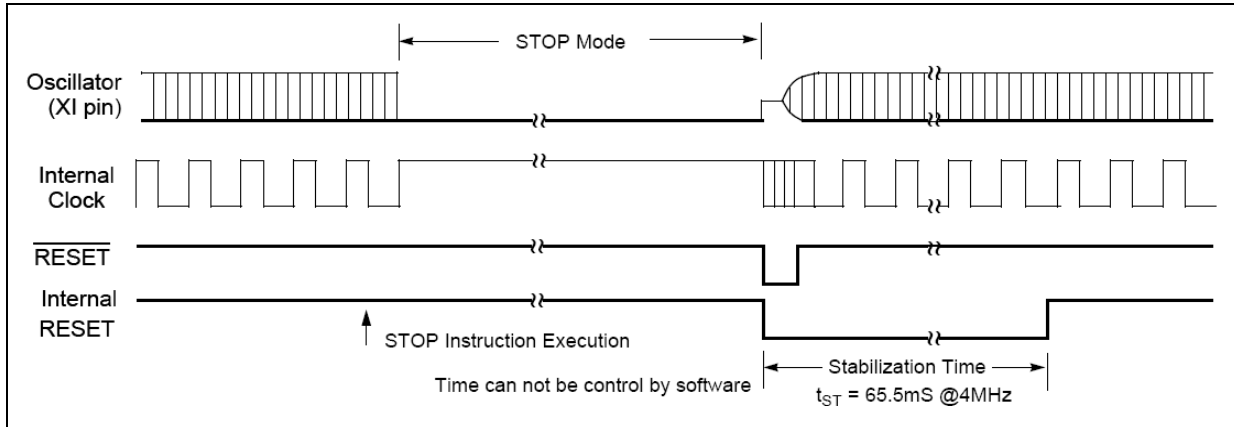 STOP Mode
Oscillator
(XI pin)
Internal
Clock
RESET
Internal
RESET
STOP Instruction Execution
Time can not be control by software
Stabilization Time
tST = 65.5mS @4MHz